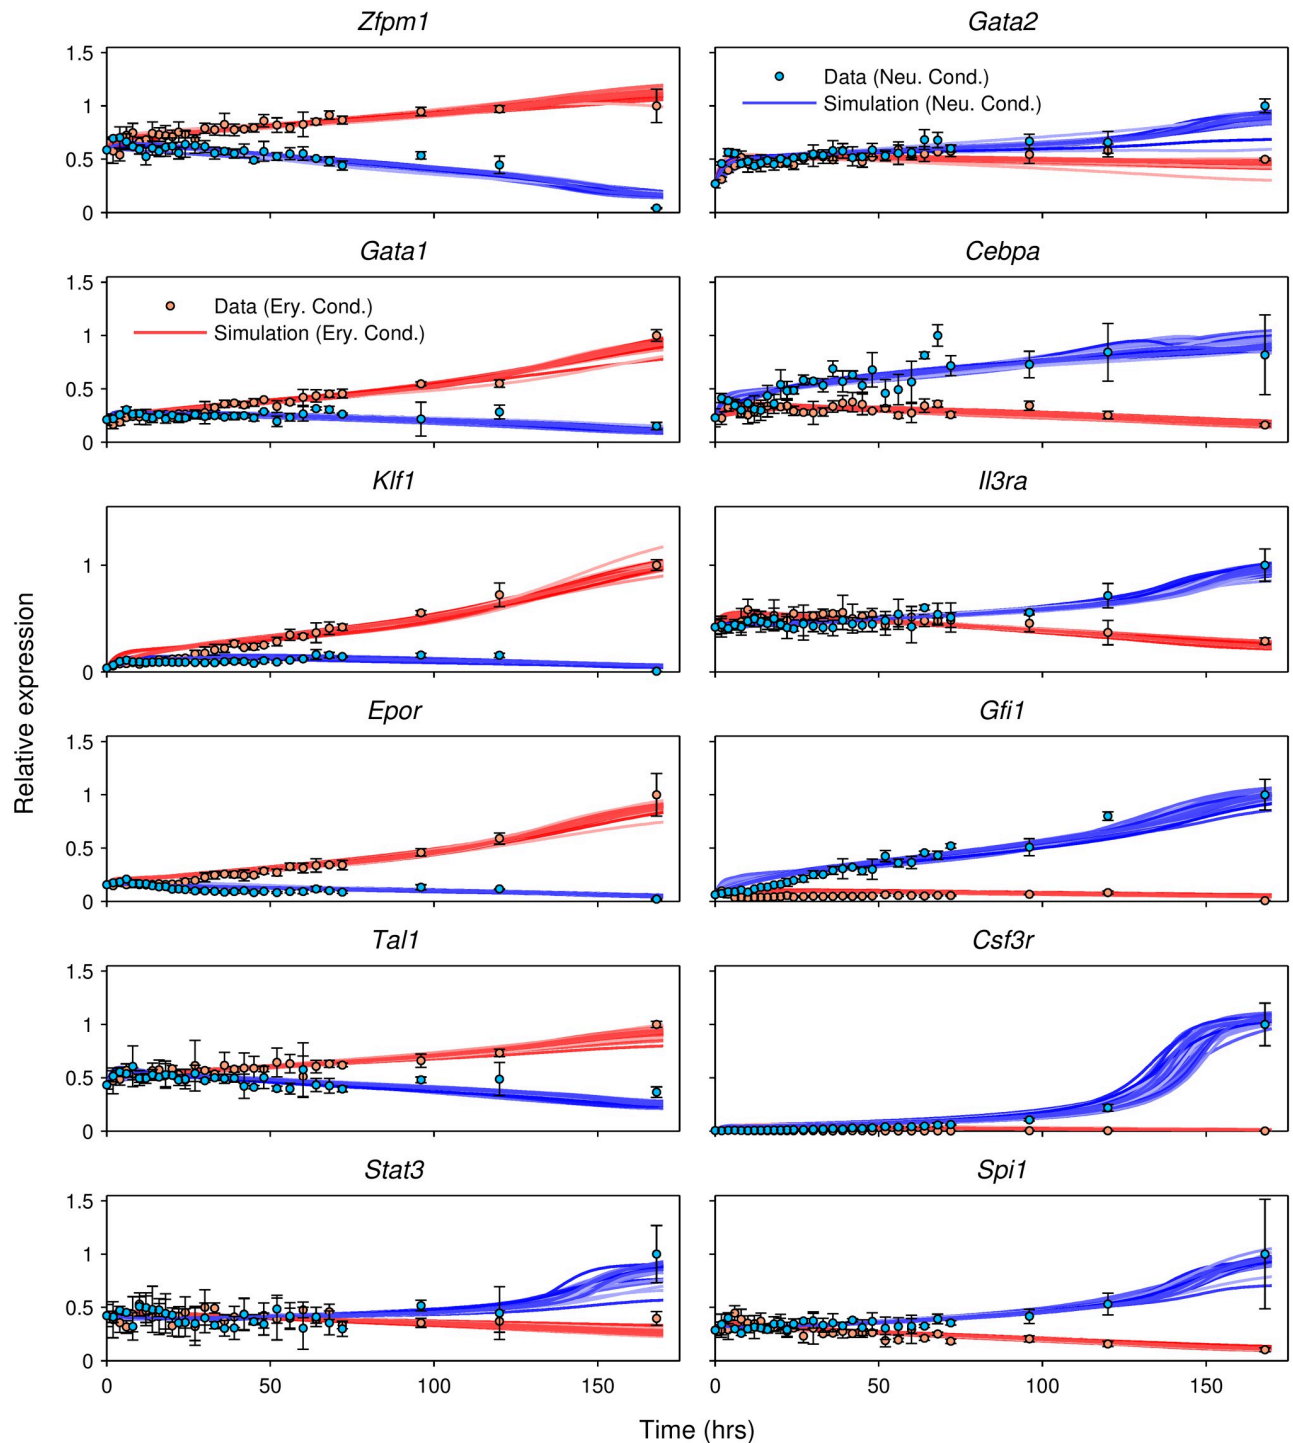 Zfpm1
Gata2
1.5
1
0.5
0
Data (Neu. Cond.)
Simulation (Neu. Cond.)
Gata1
Cebpa
1.5
1
0.5
0
Data (Ery. Cond.)
Simulation (Ery. Cond.)
Klf1
Il3ra
1
0
Epor
Gfi1
1.5
1
0.5
0
Tal1
Csf3r
1.5
1
0.5
0
Stat3
Spi1
1.5
1
0.5
0
0 50 100 150
0 50 100 150
Relative expression
Time (hrs)